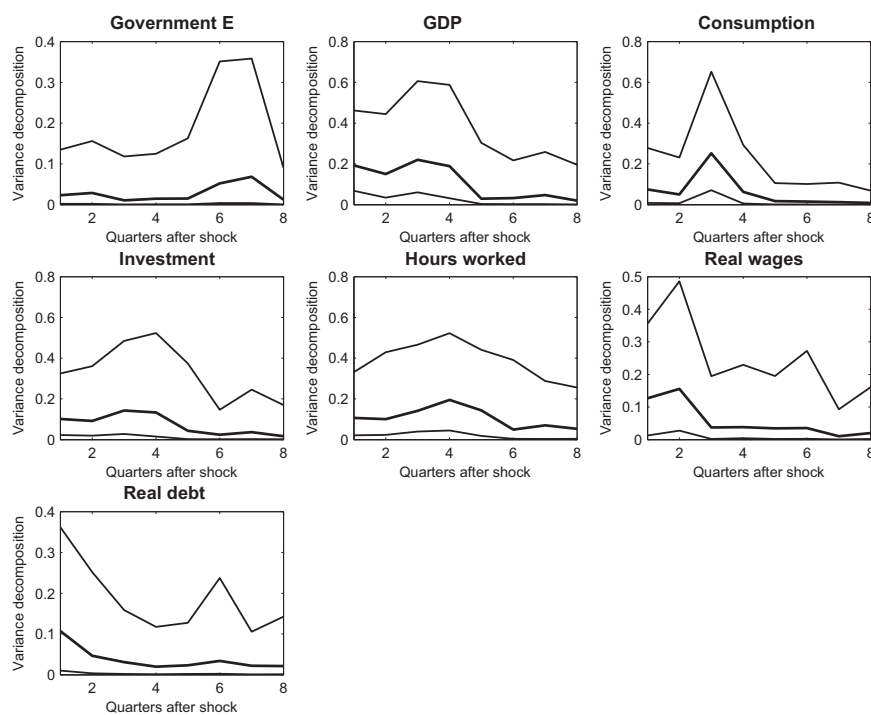 Government E
Variance decomposition
0.4
0.3
0.2
0.1
0
2 4 6 8
Quarters after shock
GDP
Variance decomposition
0.8
0.6
0.4
0.2
0
2 4 6 8
Quarters after shock
Consumption
Variance decomposition
0.8
0.6
0.4
0.2
0
2 4 6 8
Quarters after shock
Investment
Variance decomposition
0.8
0.6
0.4
0.2
0
2 4 6 8
Quarters after shock
Hours worked
Variance decomposition
0.8
0.6
0.4
0.2
0
2 4 6 8
Quarters after shock
Real wages
Variance decomposition
0.5
0.4
0.3
0.2
0.1
0
2 4 6 8
Quarters after shock
Real debt
Variance decomposition
0.4
0.3
0.2
0.1
0
2 4 6 8
Quarters after shock